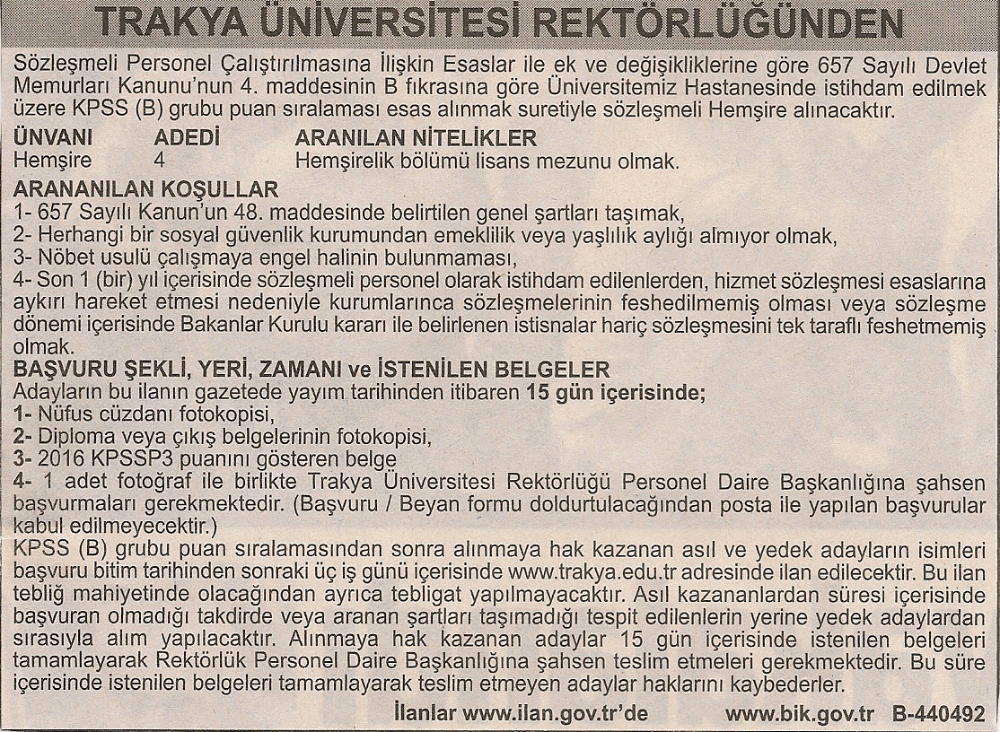 TRAKYA ÜNİVERSİTESİ REKTÖRLÜĞÜNDEN
Sözleşmeli Personel Çalıştırılmasına İlişkin Esaslar ile ek ve değişikliklerine göre 657 Sayılı Devlet
Memurları Kanunu'nun 4. maddesinin B fıkrasına göre Üniversitemiz Hastanesinde istihdam edilmek
üzere KPSS (B) grubu puan sıralaması esas alınmak suretiyle sözleşmeli Hemşire alınacaktır.
ÜNVANI ADEDİ ARANILAN NİTELİKLER
Hemşire 4 Hemşirelik bölümü lisans mezunu olmak.
ARANANILAN KOŞULLAR
1- 657 Sayılı Kanun'un 48. maddesinde belirtilen genel şartları taşımak,
2- Herhangi bir sosyal güvenlik kurumundan emeklilik veya yaşlılık aylığı almıyor olmak,
3- Nöbet usulü çalışmaya engel halinin bulunmaması,
4- Son 1 (bir) yıl içerisinde sözleşmeli personel olarak istihdam edilenlerden, hizmet sözleşmesi esaslarına
aykırı hareket etmesi nedeniyle kurumlarınca sözleşmelerinin feshedilmemiş olması veya sözleşme
dönemi içerisinde Bakanlar Kurulu kararı ile belirlenen istisnalar hariç sözleşmesini tek taraflı feshetmemiş
olmak.
BAŞVURU ŞEKLİ, YERİ, ZAMANI ve İSTENİLEN BELGELER
Adayların bu ilanın gazetede yayım tarihinden itibaren 15 gün içerisinde;
1- Nüfus cüzdanı fotokopisi,
2- Diploma veya çıkış belgelerinin fotokopisi,
3- 2016 KPSSP3 puanını gösteren belge
4- 1 adet fotoğraf ile birlikte Trakya Üniversitesi Rektörlüğü Personel Daire Başkanlığına şahsen
başvurmaları gerekmektedir. (Başvuru / Beyan formu doldurtulacağından posta ile yapılan başvurular
kabul edilmeyecektir.)
KPSS (B) grubu puan sıralamasından sonra alınmaya hak kazanan asıl ve yedek adayların isimleri
başvuru bitim tarihinden sonraki üç iş günü içerisinde www.trakya.edu.tr adresinde ilan edilecektir. Bu ilan
tebliğ mahiyetinde olacağından ayrıca tebligat yapılmayacaktır. Asıl kazananlardan süresi içerisinde
başvuran olmadığı takdirde veya aranan şartları taşımadığı tespit edilenlerin yerine yedek adaylardan
sırasıyla alım yapılacaktır. Alınmaya hak kazanan adaylar 15 gün içerisinde istenilen belgeleri
tamamlayarak Rektörlük Personel Daire Başkanlığına şahsen teslim etmeleri gerekmektedir. Bu süre
içerisinde istenilen belgeleri tamamlayarak teslim etmeyen adaylar haklarını kaybederler.
İlanlar www.ilan.gov.tr'de www.bik.gov.tr B-440492